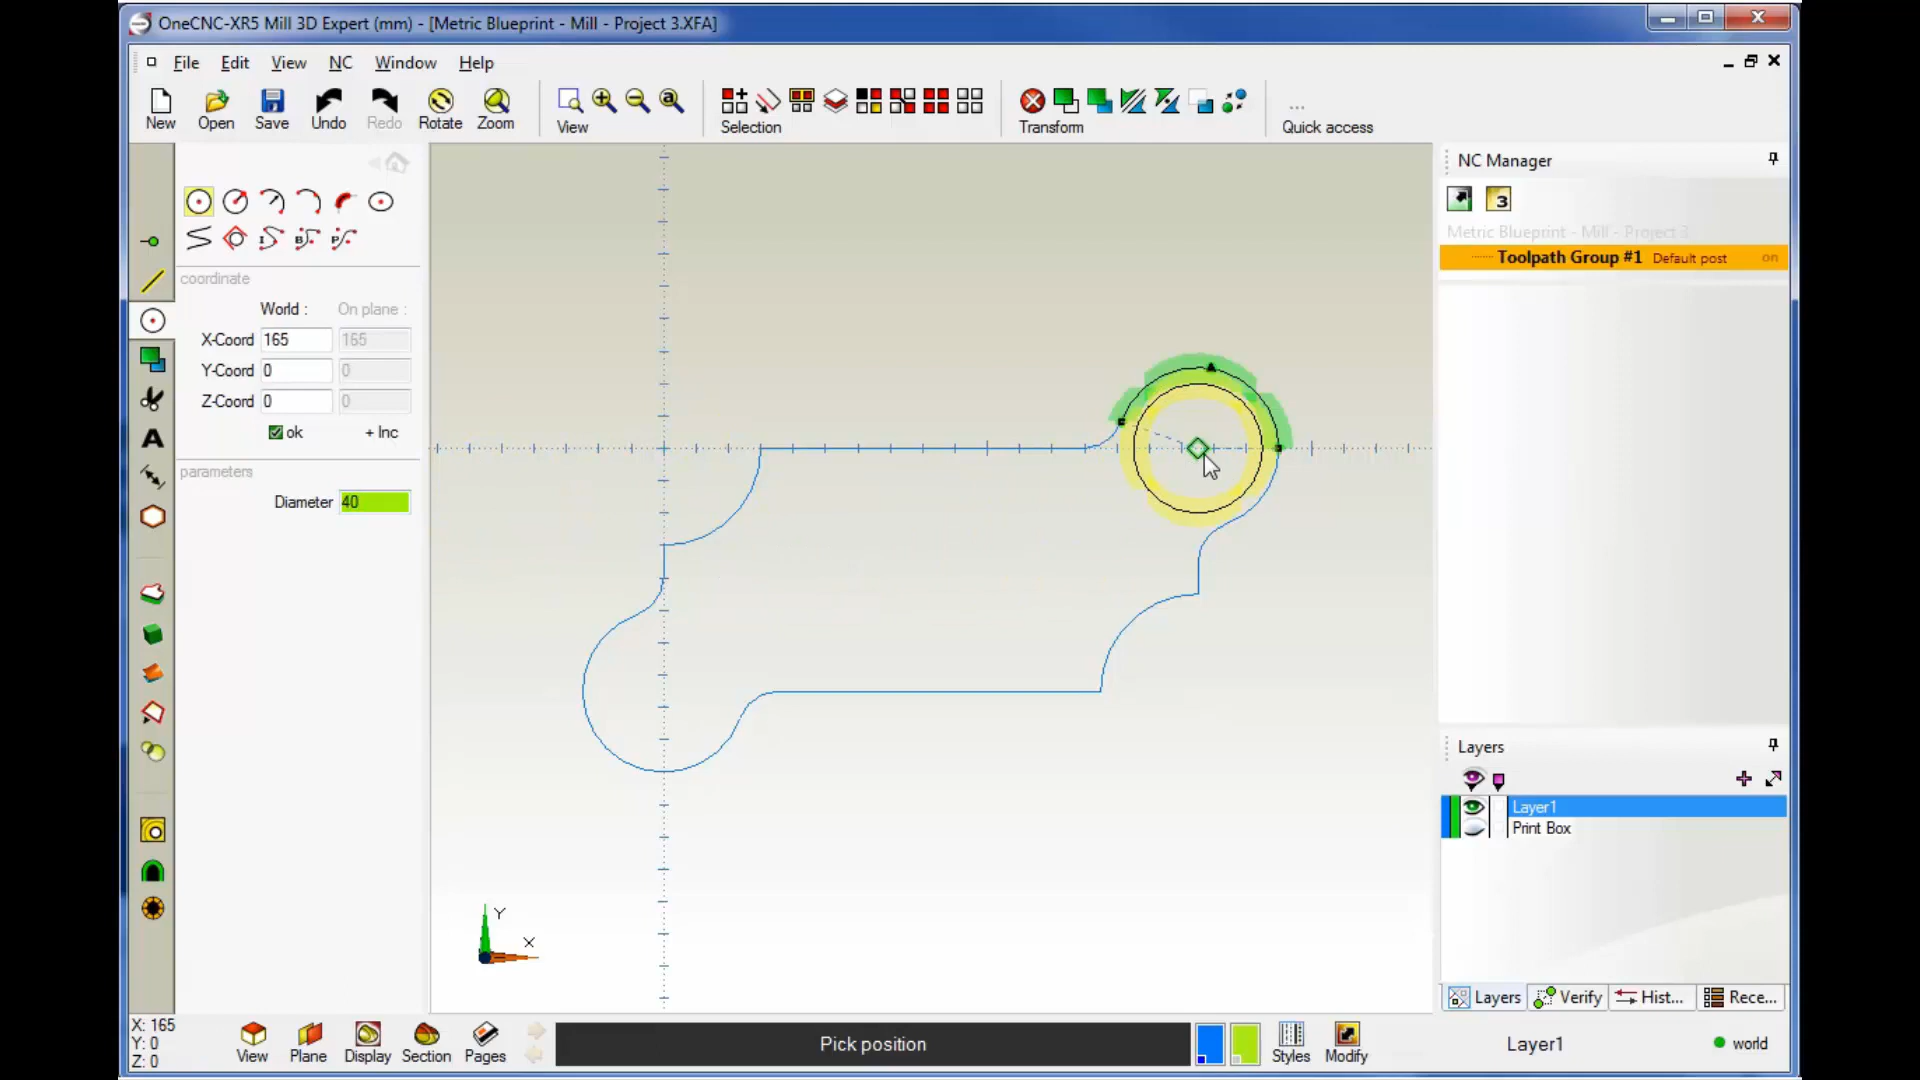 OneCNC-XR5 Mill 3D Expert (mm) - [Metric Blueprint - Mill - Project 3.XFA]
File Edit View NC Window Help
New Open Save Undo Redo Rotate Zoom View Selection Transform ... Quick access
coordinate
World : On plane :
X-Coord 165 165
Y-Coord 0 0
Z-Coord 0 0
ok + Inc
parameters
Diameter 40
A
Y
X
NC Manager
3
Metric Blueprint - Mill - Project 3
Toolpath Group #1 Default post on
Layers
Layer1
Print Box
Layers Verify Hist... Rece...
X: 165
Y: 0
Z: 0
View Plane Display Section Pages
Pick position
Styles Modify
Layer1
world